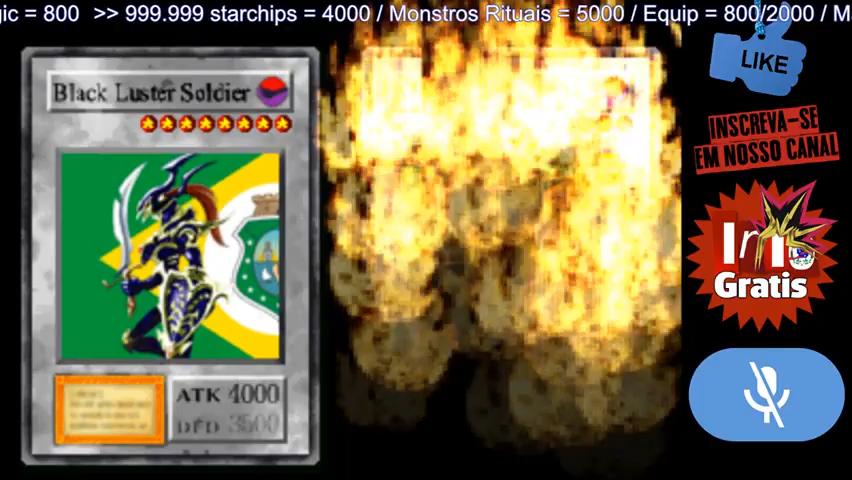 gic = 800 >> 999.999 starchips = 4000 / Monstros Rituais = 5000 / Equip = 800/2000 / M
Black Luster Soldier
ATK 4000
DFD 3500
LIKE
INSCREVA-SE
EM NOSSO CANAL
Gratis